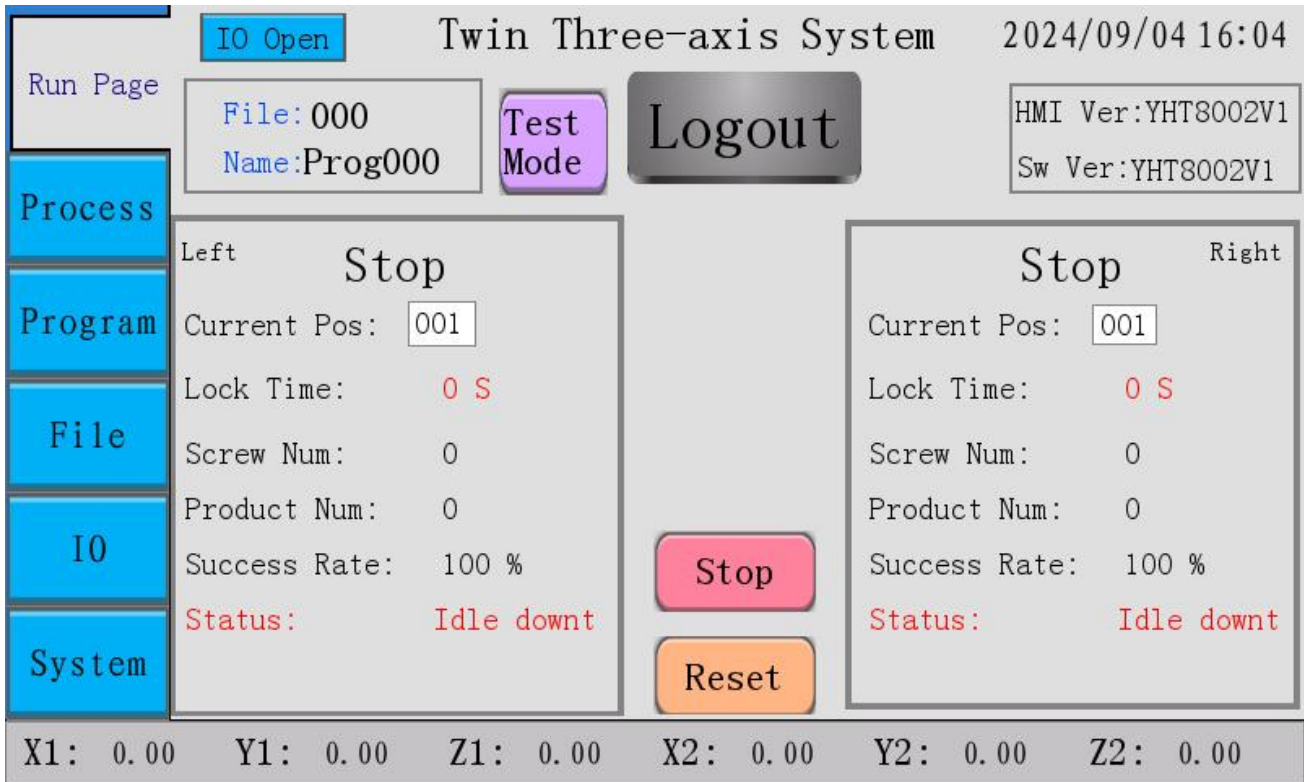 Run Page
Process
Program
File
IO
System
IO Open
Twin Three-axis System
2024/09/04 16:04
File: 000
Name:Prog000
Test
Mode
Logout
HMI Ver:YHT8002V1
Sw Ver:YHT8002V1
Left
Stop
Current Pos: 001
Lock Time: 0 S
Screw Num: 0
Product Num: 0
Success Rate: 100 %
Status: Idle downt
Stop
Reset
Right
Stop
Current Pos: 001
Lock Time: 0 S
Screw Num: 0
Product Num: 0
Success Rate: 100 %
Status: Idle downt
X1: 0.00 Y1: 0.00 Z1: 0.00 X2: 0.00 Y2: 0.00 Z2: 0.00